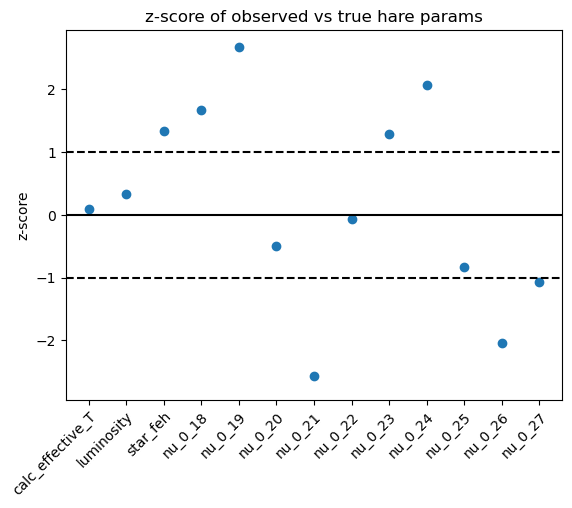 z-score of observed vs true hare params
z-score
2
1
0
−1
−2
calc_effective_T
luminosity
star_feh
nu_0_18
nu_0_19
nu_0_20
nu_0_21
nu_0_22
nu_0_23
nu_0_24
nu_0_25
nu_0_26
nu_0_27